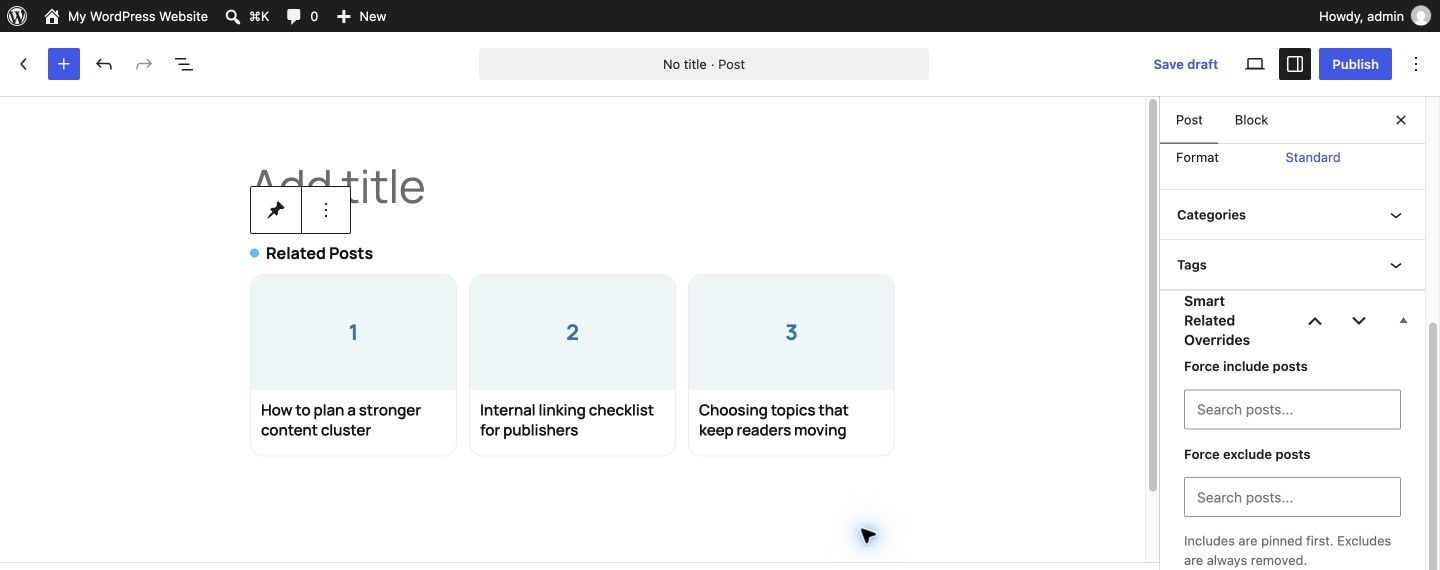 My WordPress Website ⌘K 0 New Howdy, admin
No title · Post Save draft Publish
Add title
Related Posts
1 2 3
How to plan a stronger
content cluster
Internal linking checklist
for publishers
Choosing topics that
keep readers moving
Post Block
Format Standard
Categories
Tags
Smart
Related
Overrides
Force include posts
Search posts...
Force exclude posts
Search posts...
Includes are pinned first. Excludes
are always removed.